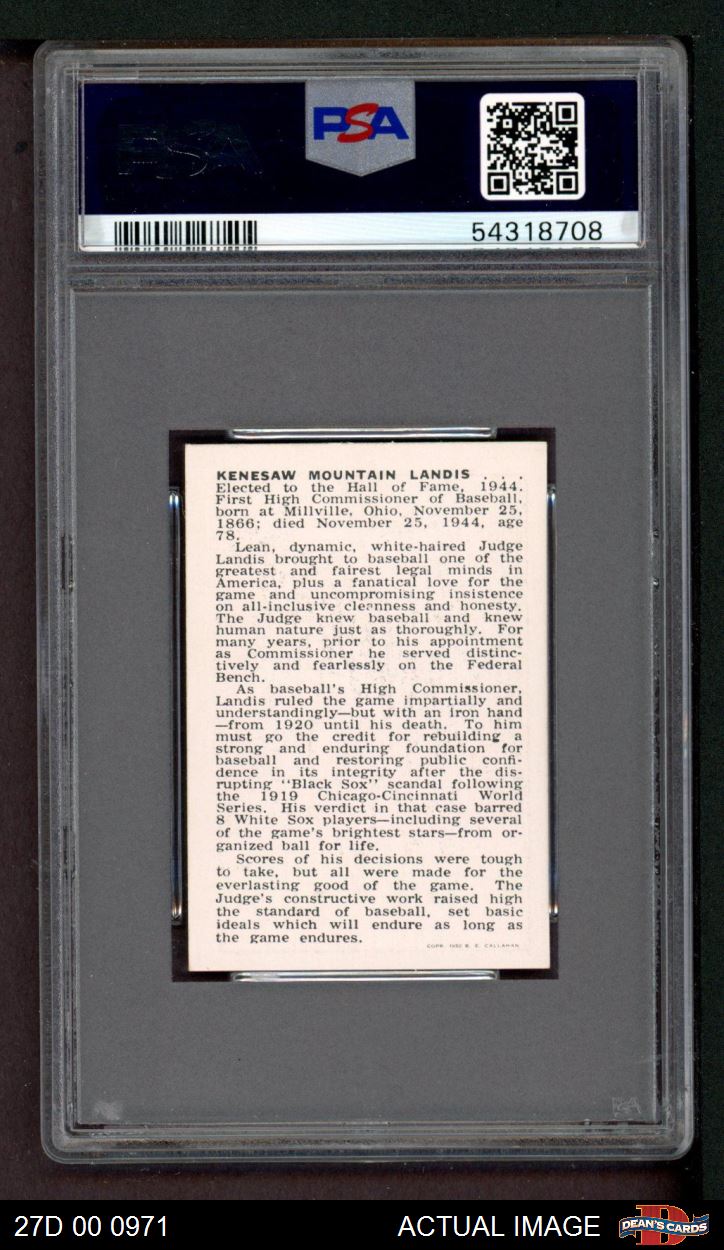 PSA
PSA
54318708
KENESAW MOUNTAIN LANDIS . . .
Elected to the Hall of Fame, 1944.
First High Commissioner of Baseball,
born at Millville, Ohio, November 25,
1866; died November 25, 1944, age
78.
Lean, dynamic, white-haired Judge
Landis brought to baseball one of the
greatest and fairest legal minds in
America, plus a fanatical love for the
game and uncompromising insistence
on all-inclusive cleanness and honesty.
The Judge knew baseball and knew
human nature just as thoroughly. For
many years, prior to his appointment
as Commissioner he served distinc-
tively and fearlessly on the Federal
Bench.
As baseball's High Commissioner,
Landis ruled the game impartially and
understandingly—but with an iron hand
—from 1920 until his death. To him
must go the credit for rebuilding a
strong and enduring foundation for
baseball and restoring public confi-
dence in its integrity after the dis-
rupting "Black Sox" scandal following
the 1919 Chicago-Cincinnati World
Series. His verdict in that case barred
8 White Sox players—including several
of the game's brightest stars—from or-
ganized ball for life.
Scores of his decisions were tough
to take, but all were made for the
everlasting good of the game. The
Judge's constructive work raised high
the standard of baseball, set basic
ideals which will endure as long as
the game endures.
COPR. 1950 B. E. CALLAHAN
PSA
27D 00 0971
ACTUAL IMAGE
DEAN'S CARDS